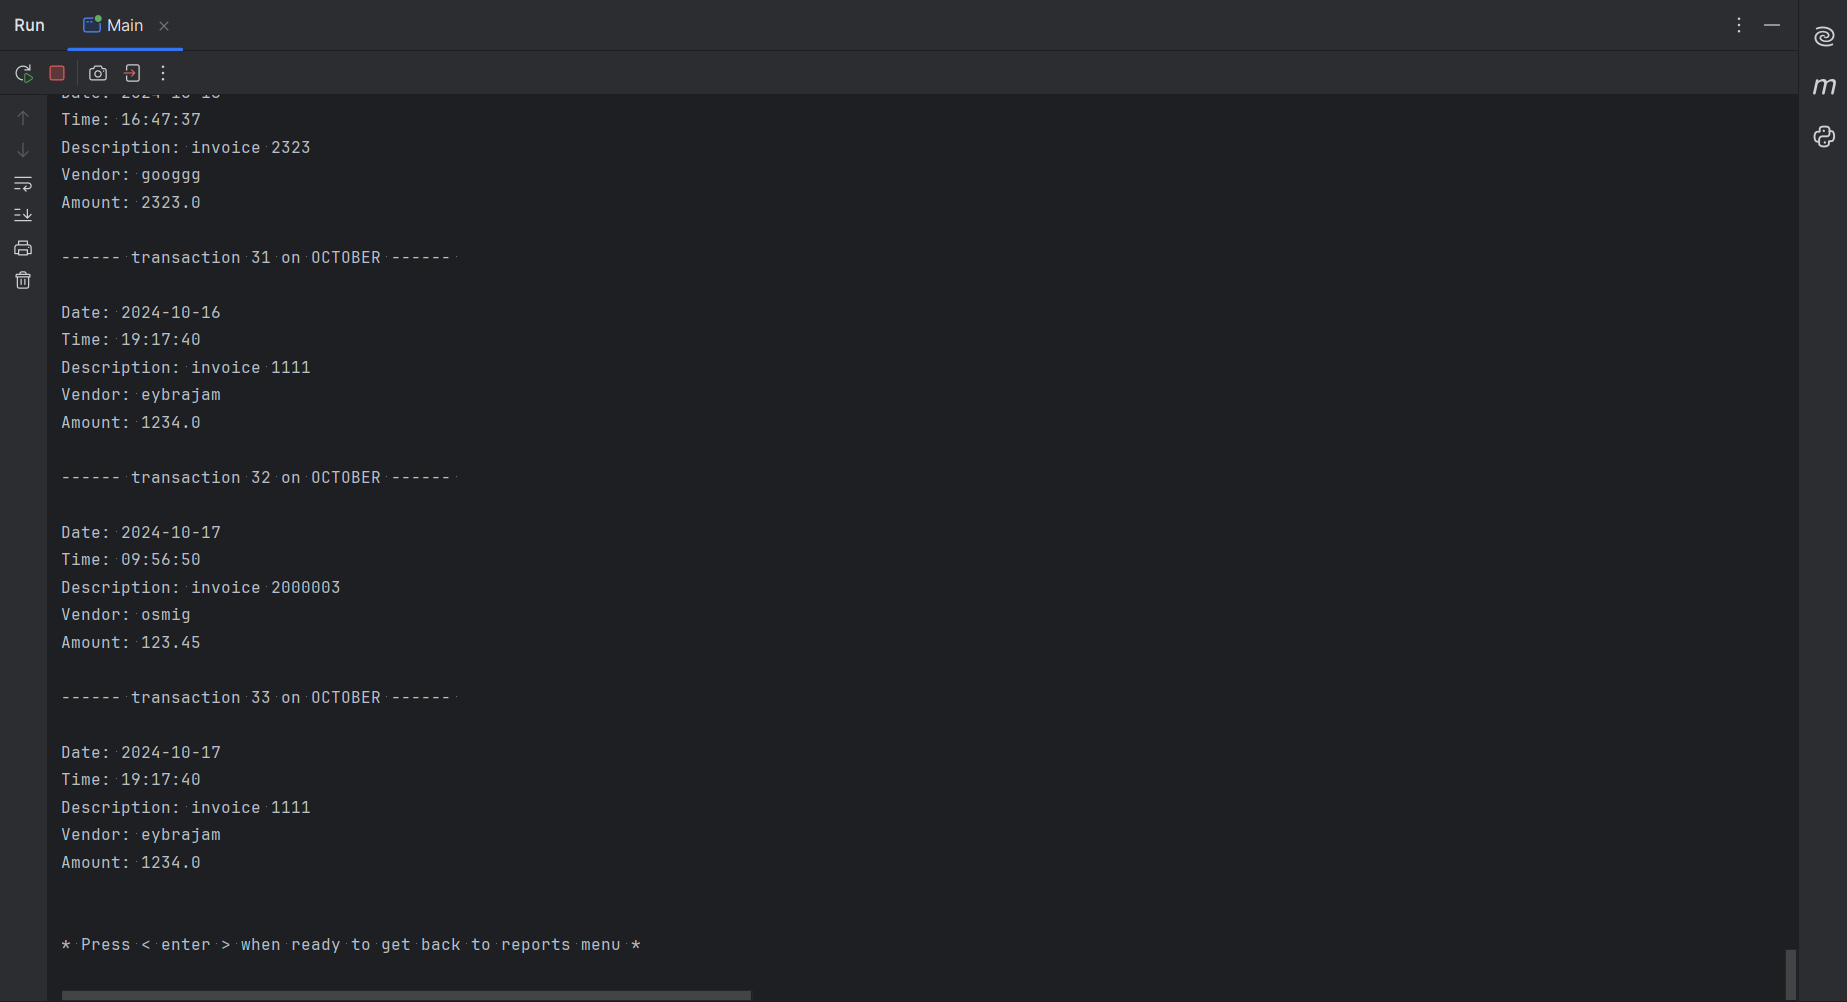 Run Main
Time: 16:47:37
Description: invoice 2323
Vendor: googgg
Amount: 2323.0
------ transaction 31 on OCTOBER ------
Date: 2024-10-16
Time: 19:17:40
Description: invoice 1111
Vendor: eybrajam
Amount: 1234.0
------ transaction 32 on OCTOBER ------
Date: 2024-10-17
Time: 09:56:50
Description: invoice 2000003
Vendor: osmig
Amount: 123.45
------ transaction 33 on OCTOBER ------
Date: 2024-10-17
Time: 19:17:40
Description: invoice 1111
Vendor: eybrajam
Amount: 1234.0
* Press < enter > when ready to get back to reports menu *
m